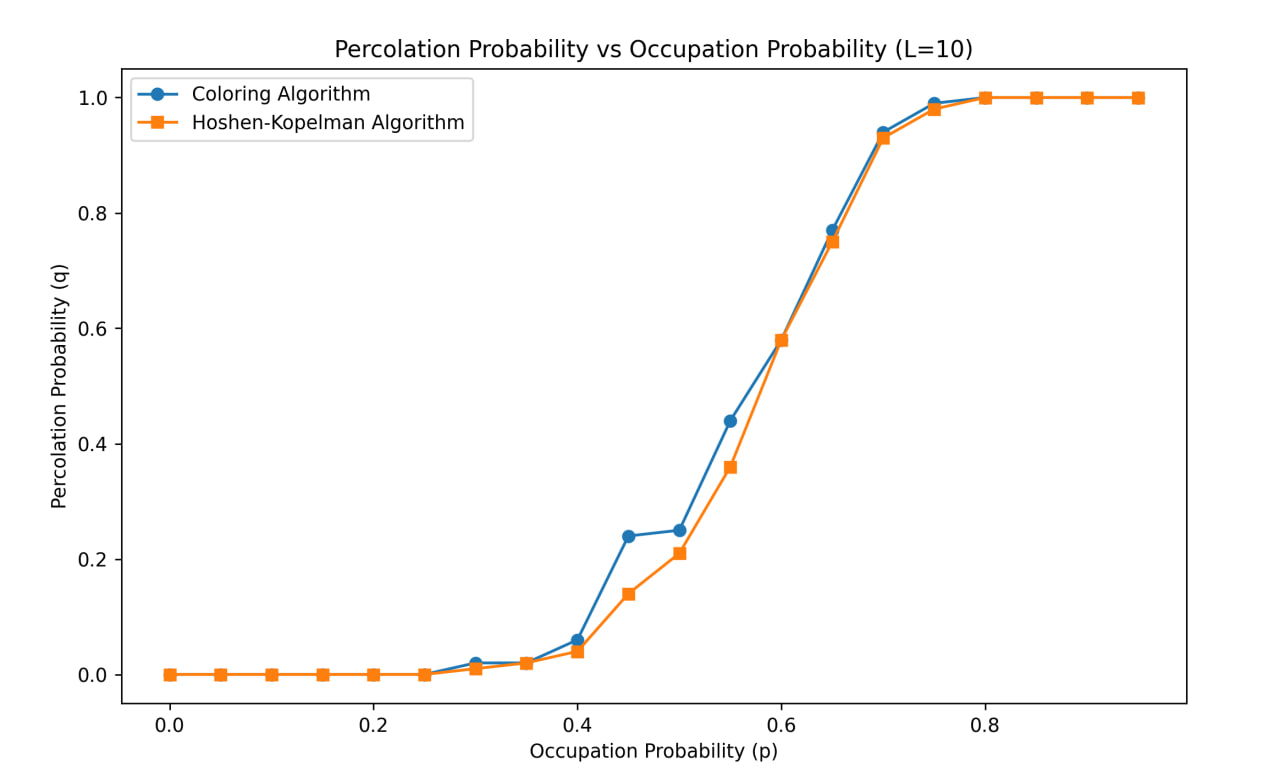 Percolation Probability vs Occupation Probability (L=10)
Coloring Algorithm
Hoshen-Kopelman Algorithm
1.0
0.8
0.6
0.4
0.2
0.0
Percolation Probability (q)
0.0 0.2 0.4 0.6 0.8
Occupation Probability (p)